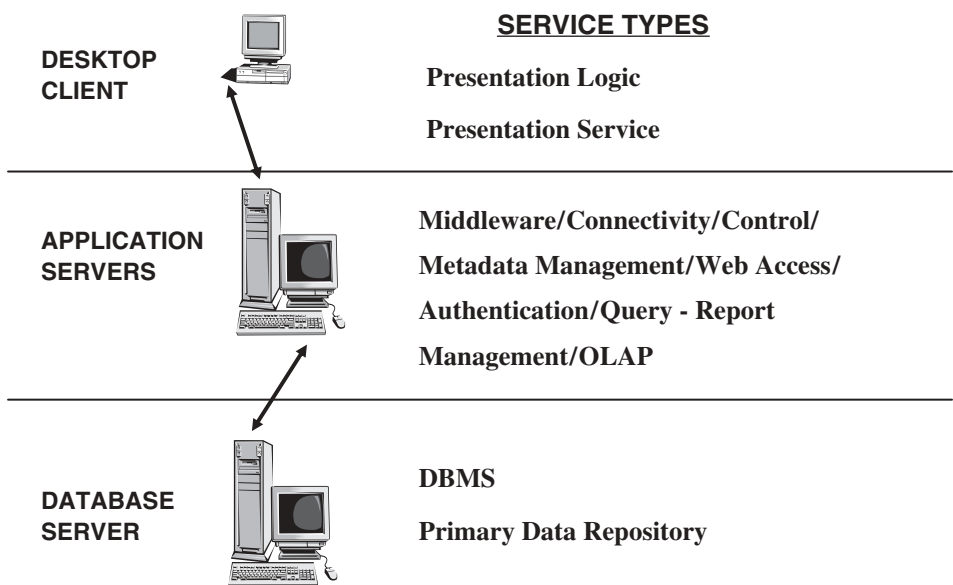 SERVICE TYPES
DESKTOP
CLIENT
Presentation Logic
Presentation Service
APPLICATION
SERVERS
Middleware/Connectivity/Control/
Metadata Management/Web Access/
Authentication/Query - Report
Management/OLAP
DATABASE
SERVER
DBMS
Primary Data Repository